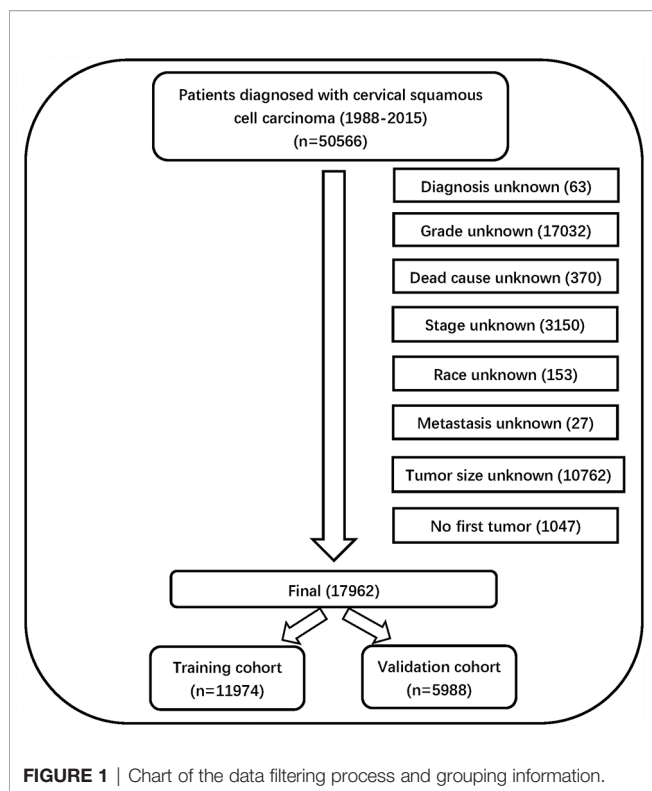 Patients diagnosed with cervical squamous
cell carcinoma (1988-2015)
(n=50566)
Diagnosis unknown (63)
Grade unknown (17032)
Dead cause unknown (370)
Stage unknown (3150)
Race unknown (153)
Metastasis unknown (27)
Tumor size unknown (10762)
No first tumor (1047)
Final (17962)
Training cohort
(n=11974)
Validation cohort
(n=5988)
FIGURE 1 | Chart of the data filtering process and grouping information.